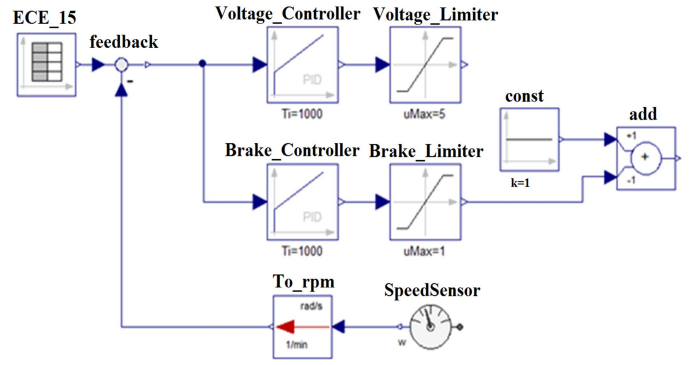 ECE_15
feedback
-
Voltage_Controller
PID
Ti=1000
Voltage_Limiter
uMax=5
Brake_Controller
PID
Ti=1000
Brake_Limiter
uMax=1
const
k=1
add
+1
+
-1
To_rpm
rad/s
1/min
SpeedSensor
w